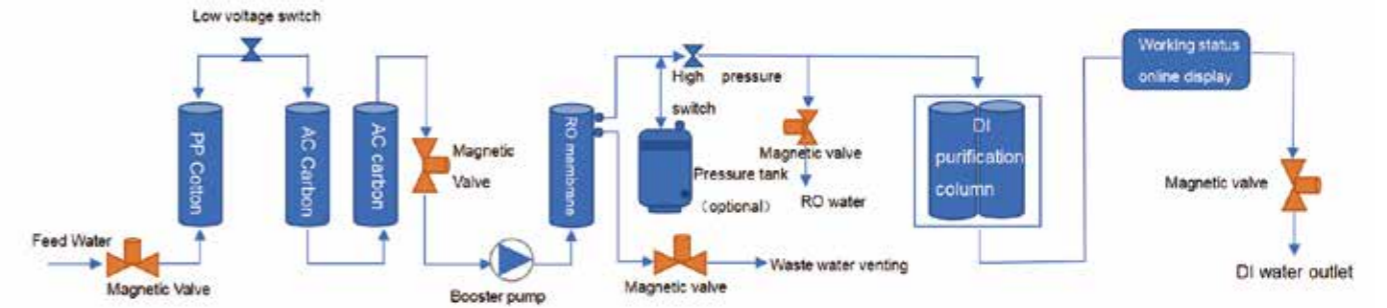 Low voltage switch
Feed Water
Magnetic Valve
PP Cotton
AC Carbon
AC carbon
Magnetic
Valve
Booster pump
RO membrane
High pressure
switch
Pressure tank
(optional)
Magnetic valve
RO water
Magnetic valve
Waste water venting
DI
purification
column
Working status
online display
Magnetic valve
DI water outlet